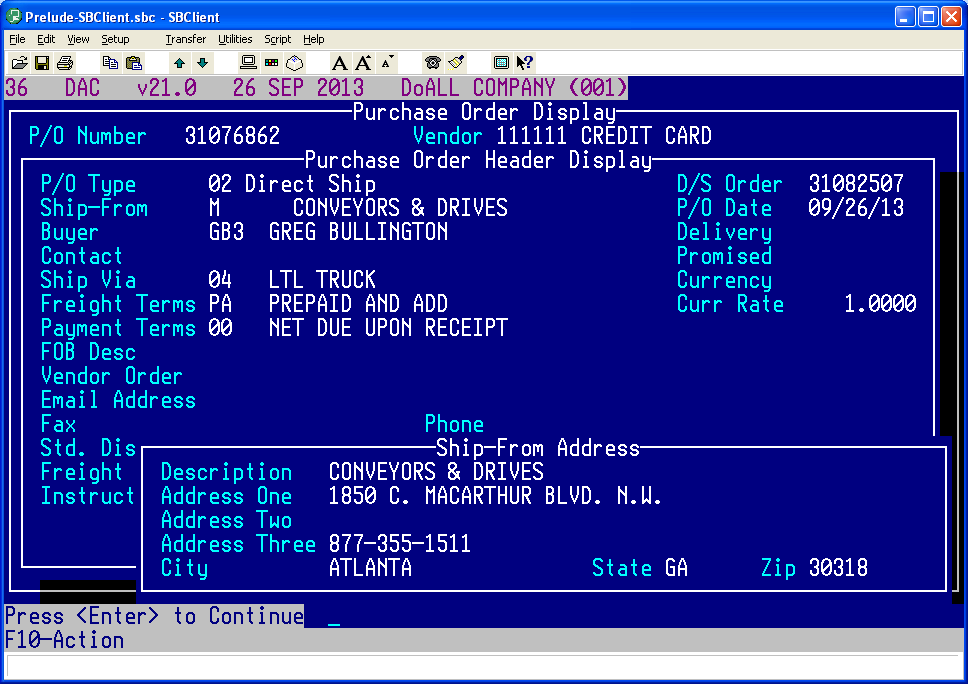 Prelude-SBClient.sbc - SBClient
File Edit View Setup Transfer Utilities Script Help
36 DAC v21.0 26 SEP 2013 DoALL COMPANY (001)
Purchase Order Display
P/O Number 31076862 Vendor 111111 CREDIT CARD
Purchase Order Header Display
P/O Type 02 Direct Ship D/S Order 31082507
Ship-From M CONVEYORS & DRIVES P/O Date 09/26/13
Buyer GB3 GREG BULLINGTON Delivery
Contact Promised
Ship Via 04 LTL TRUCK Currency
Freight Terms PA PREPAID AND ADD Curr Rate 1.0000
Payment Terms 00 NET DUE UPON RECEIPT
FOB Desc
Vendor Order
Email Address
Fax Phone
Std. Dis Ship-From Address
Freight Description CONVEYORS & DRIVES
Instruct Address One 1850 C. MACARTHUR BLVD. N.W.
Address Two
Address Three 877-355-1511
City ATLANTA State GA Zip 30318
Press <Enter> to Continue _
F10-Action